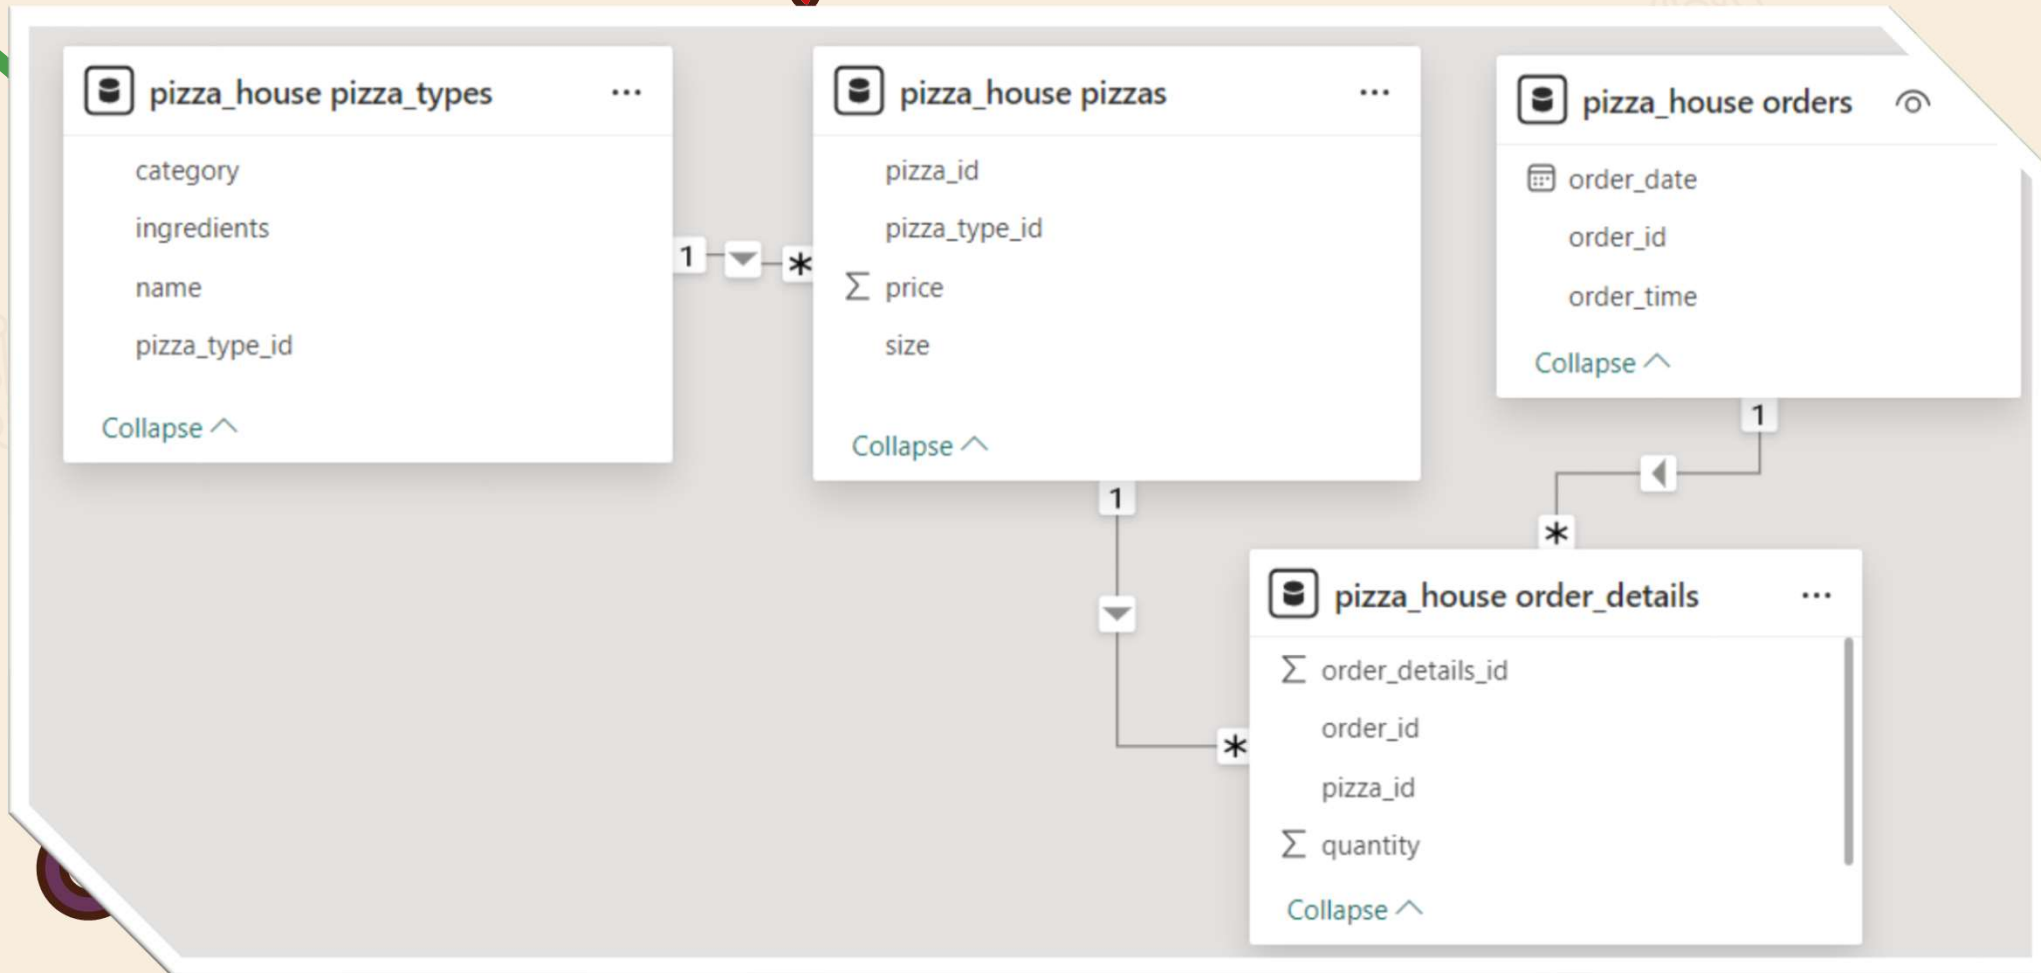 pizza_house pizza_types
category
ingredients
name
pizza_type_id
Collapse
1
*
pizza_house pizzas
pizza_id
pizza_type_id
Σ price
size
Collapse
1
*
pizza_house orders
order_date
order_id
order_time
Collapse
1
*
pizza_house order_details
Σ order_details_id
order_id
pizza_id
Σ quantity
Collapse